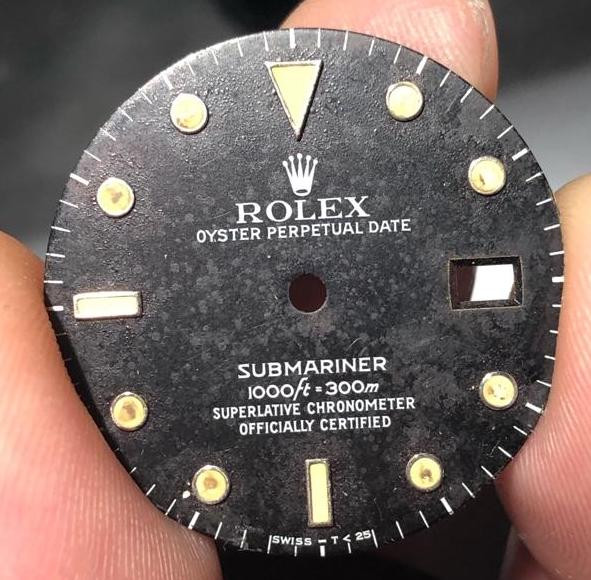 ROLEX
OYSTER PERPETUAL DATE
SUBMARINER
1000ft = 300m
SUPERLATIVE CHRONOMETER
OFFICIALLY CERTIFIED
SWISS – T < 25